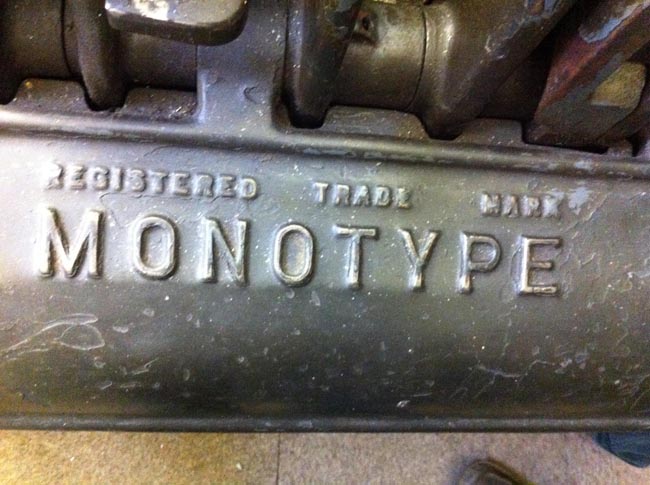 REGISTERED TRADE MARK
MONOTYPE